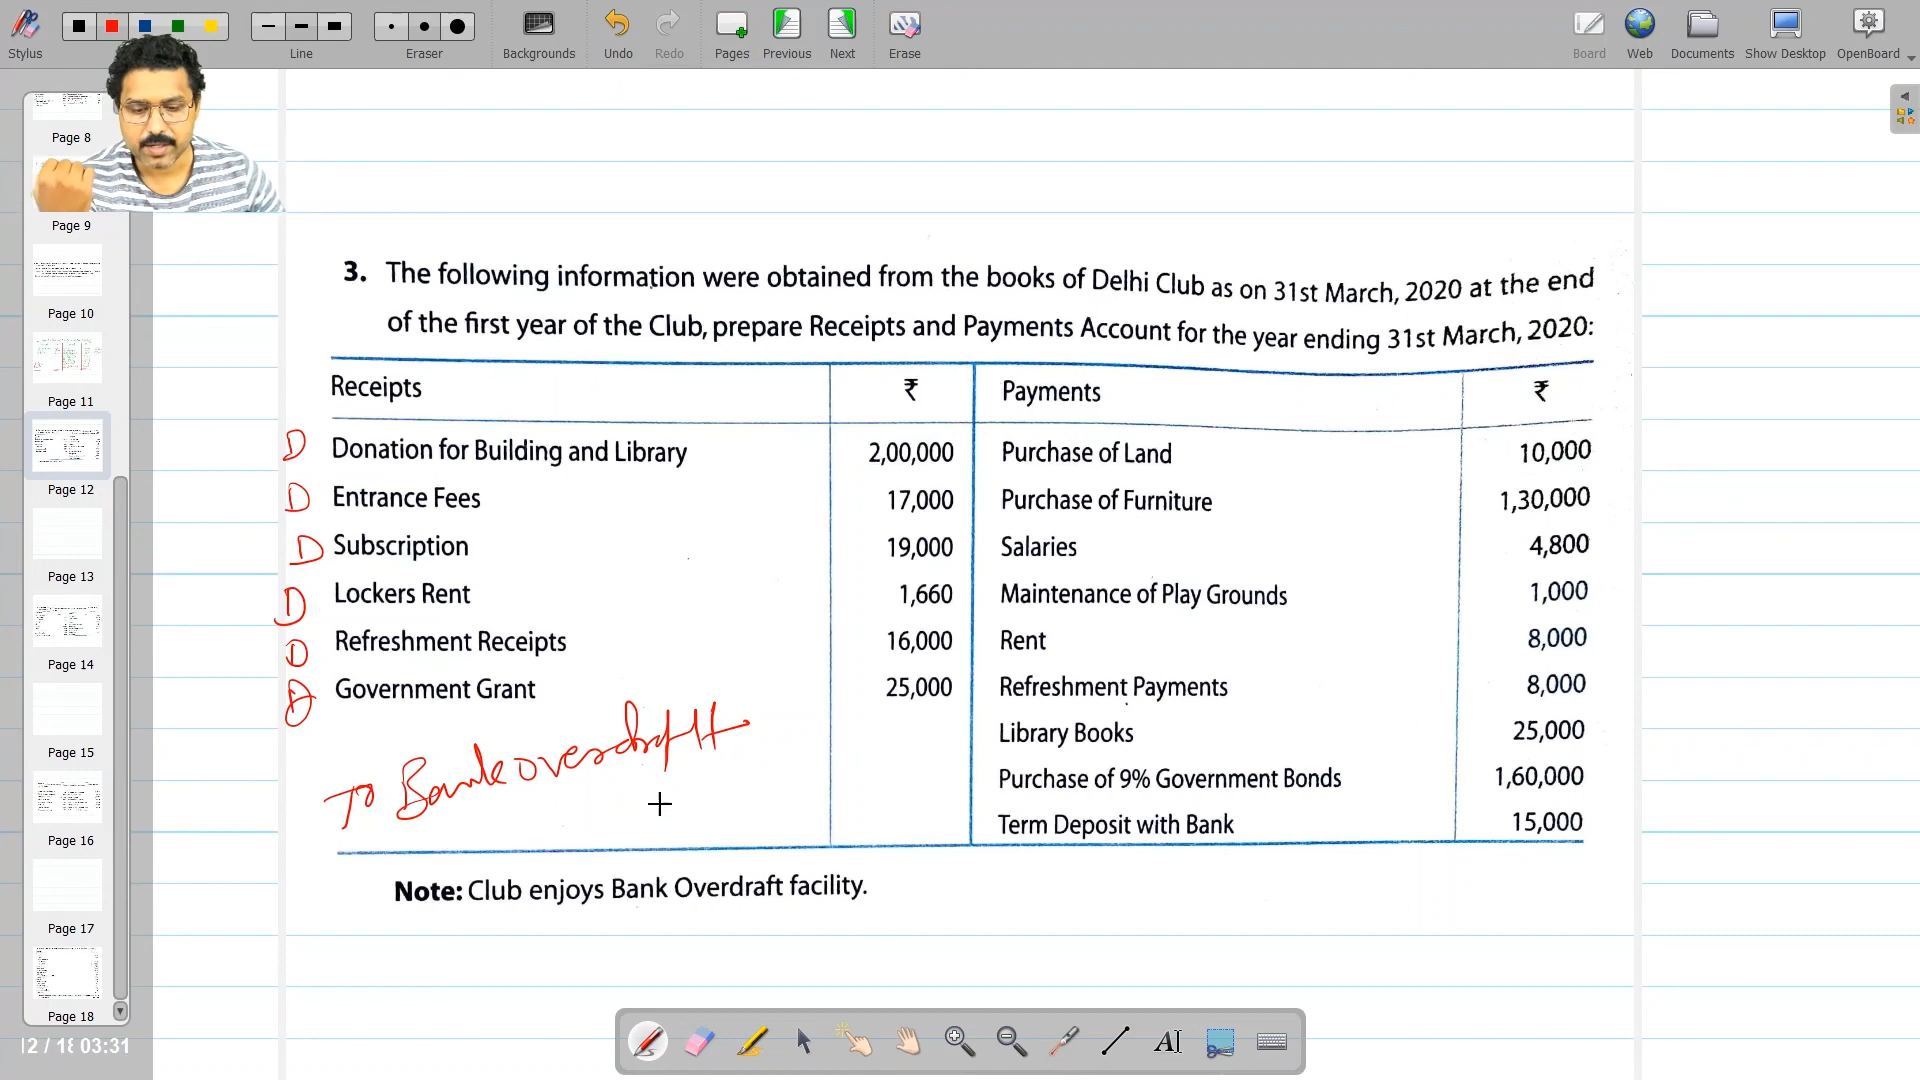 Stylus
Line
Eraser
Backgrounds
Undo
Redo
Pages
Previous
Next
Erase
Board
Web
Documents
Show Desktop
OpenBoard
Page 8
Page 9
Page 10
Page 11
Page 12
Page 13
Page 14
Page 15
Page 16
Page 17
Page 18
12 / 18 03:31
3. The following information were obtained from the books of Delhi Club as on 31st March, 2020 at the end
of the first year of the Club, prepare Receipts and Payments Account for the year ending 31st March, 2020:
Receipts ₹ Payments ₹
D Donation for Building and Library 2,00,000 Purchase of Land 10,000
D Entrance Fees 17,000 Purchase of Furniture 1,30,000
D Subscription 19,000 Salaries 4,800
D Lockers Rent 1,660 Maintenance of Play Grounds 1,000
D Refreshment Receipts 16,000 Rent 8,000
D Government Grant 25,000 Refreshment Payments 8,000
To Bank overdraft
Library Books 25,000
Purchase of 9% Government Bonds 1,60,000
Term Deposit with Bank 15,000
Note: Club enjoys Bank Overdraft facility.